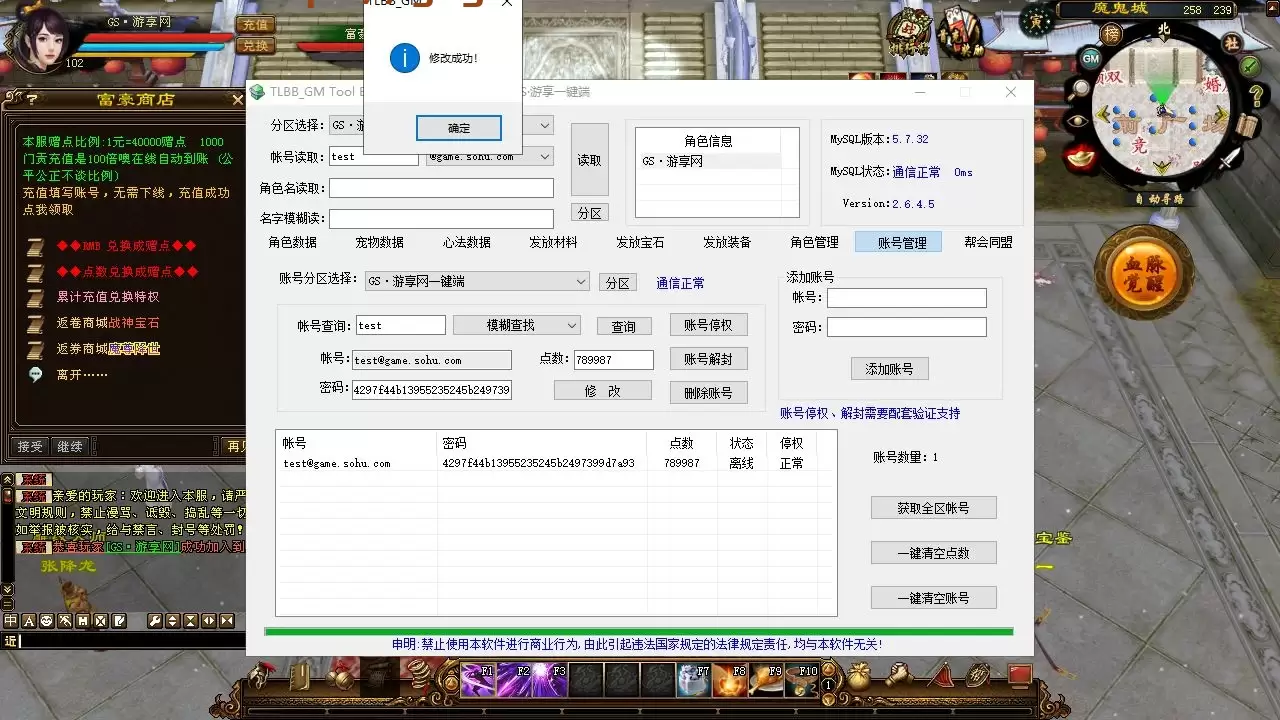 GS·游享网
充值
兑换
102
富豪商店
本服赠点比例:1元=40000赠点 1000
门贡充值是100倍噢在线自动到账（公
平公正不谈比例）
充值填写账号，无需下线，充值成功
点我领取
◆◆RMB 兑换成赠点◆◆
◆◆点数兑换成赠点◆◆
累计充值兑换特权
返卷商城战神宝石
返券商城魔尊降世
离开……
接受
继续
系统
系统 亲爱的玩家：欢迎进入本服，请严
文明规则，禁止谩骂、诋毁、捣乱等一切
如举报被核实，给与禁言、封号等处罚！
系统 恭喜玩家[GS·游享网]成功加入到
张降龙
近
修改成功！
确定
TLBB_GM Tool
·游享一键端
分区选择:
帐号读取:
test
@game.sohu.com
角色名读取:
名字模糊读:
读取
分区
角色信息
GS·游享网
MySQL版本:5.7.32
MySQL状态:通信正常 0ms
Version:2.6.4.5
角色数据 宠物数据 心法数据 发放材料 发放宝石 发放装备 角色管理 账号管理 帮会同盟
账号分区选择: GS·游享网一键端 分区 通信正常
帐号查询: test 模糊查找 查询 账号停权
帐号: test@game.sohu.com 点数: 789987 账号解封
密码: 4297f44b13955235245b249739 修 改 删除账号
添加账号
帐号:
密码:
添加账号
账号停权、解封需要配套验证支持
帐号 密码 点数 状态 停权
test@game.sohu.com 4297f44b13955235245b2497399d7a93 789987 离线 正常
账号数量: 1
获取全区帐号
一键清空点数
一键清空账号
申明:禁止使用本软件进行商业行为,由此引起违法国家规定的法律规定责任,均与本软件无关!
魔鬼城 258 239
寅
榜
北
社
GM
自动寻路
血脉
觉醒
宝鉴
F1 F2 F3 F7 F8 F9 F10